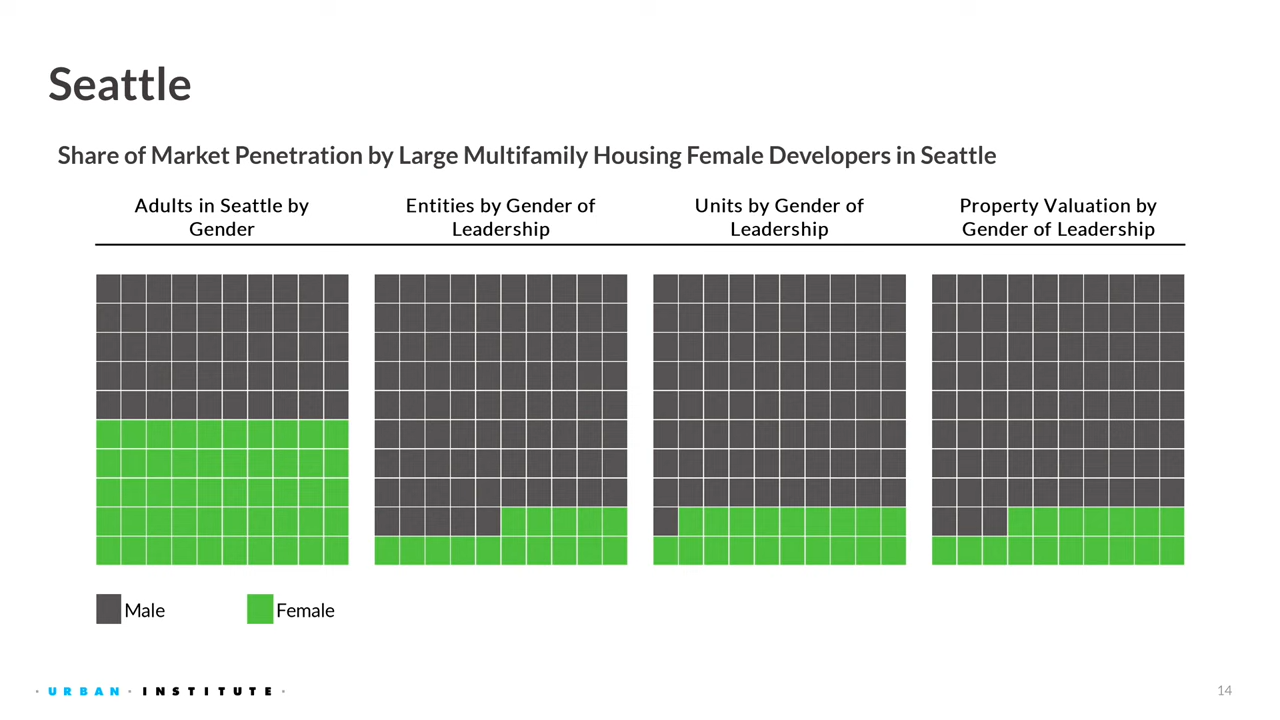 Seattle
Share of Market Penetration by Large Multifamily Housing Female Developers in Seattle
Adults in Seattle by
Gender
Entities by Gender of
Leadership
Units by Gender of
Leadership
Property Valuation by
Gender of Leadership
Male
Female
· URBAN · INSTITUTE ·
14